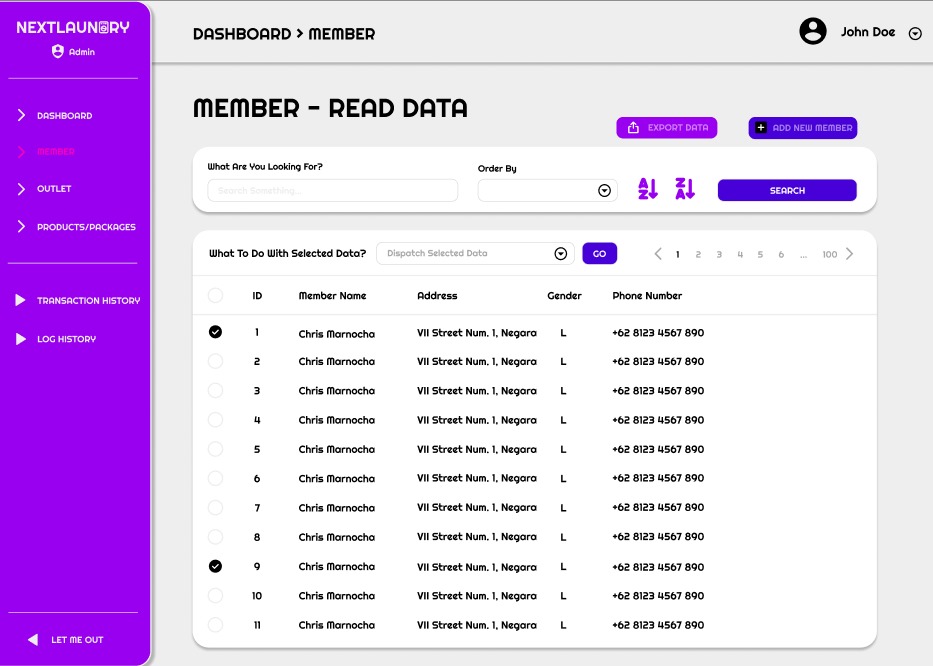 NEXTLAUNDRY
Admin
DASHBOARD
MEMBER
OUTLET
PRODUCTS/PACKAGES
TRANSACTION HISTORY
LOG HISTORY
LET ME OUT
DASHBOARD > MEMBER
John Doe
MEMBER - READ DATA
EXPORT DATA
ADD NEW MEMBER
What Are You Looking For?
Search Something...
Order By
A Z
Z A
SEARCH
What To Do With Selected Data?
Dispatch Selected Data
GO
1 2 3 4 5 6 ... 100
ID Member Name Address Gender Phone Number
1 Chris Marnocha VII Street Num. 1, Negara L +62 8123 4567 890
2 Chris Marnocha VII Street Num. 1, Negara L +62 8123 4567 890
3 Chris Marnocha VII Street Num. 1, Negara L +62 8123 4567 890
4 Chris Marnocha VII Street Num. 1, Negara L +62 8123 4567 890
5 Chris Marnocha VII Street Num. 1, Negara L +62 8123 4567 890
6 Chris Marnocha VII Street Num. 1, Negara L +62 8123 4567 890
7 Chris Marnocha VII Street Num. 1, Negara L +62 8123 4567 890
8 Chris Marnocha VII Street Num. 1, Negara L +62 8123 4567 890
9 Chris Marnocha VII Street Num. 1, Negara L +62 8123 4567 890
10 Chris Marnocha VII Street Num. 1, Negara L +62 8123 4567 890
11 Chris Marnocha VII Street Num. 1, Negara L +62 8123 4567 890